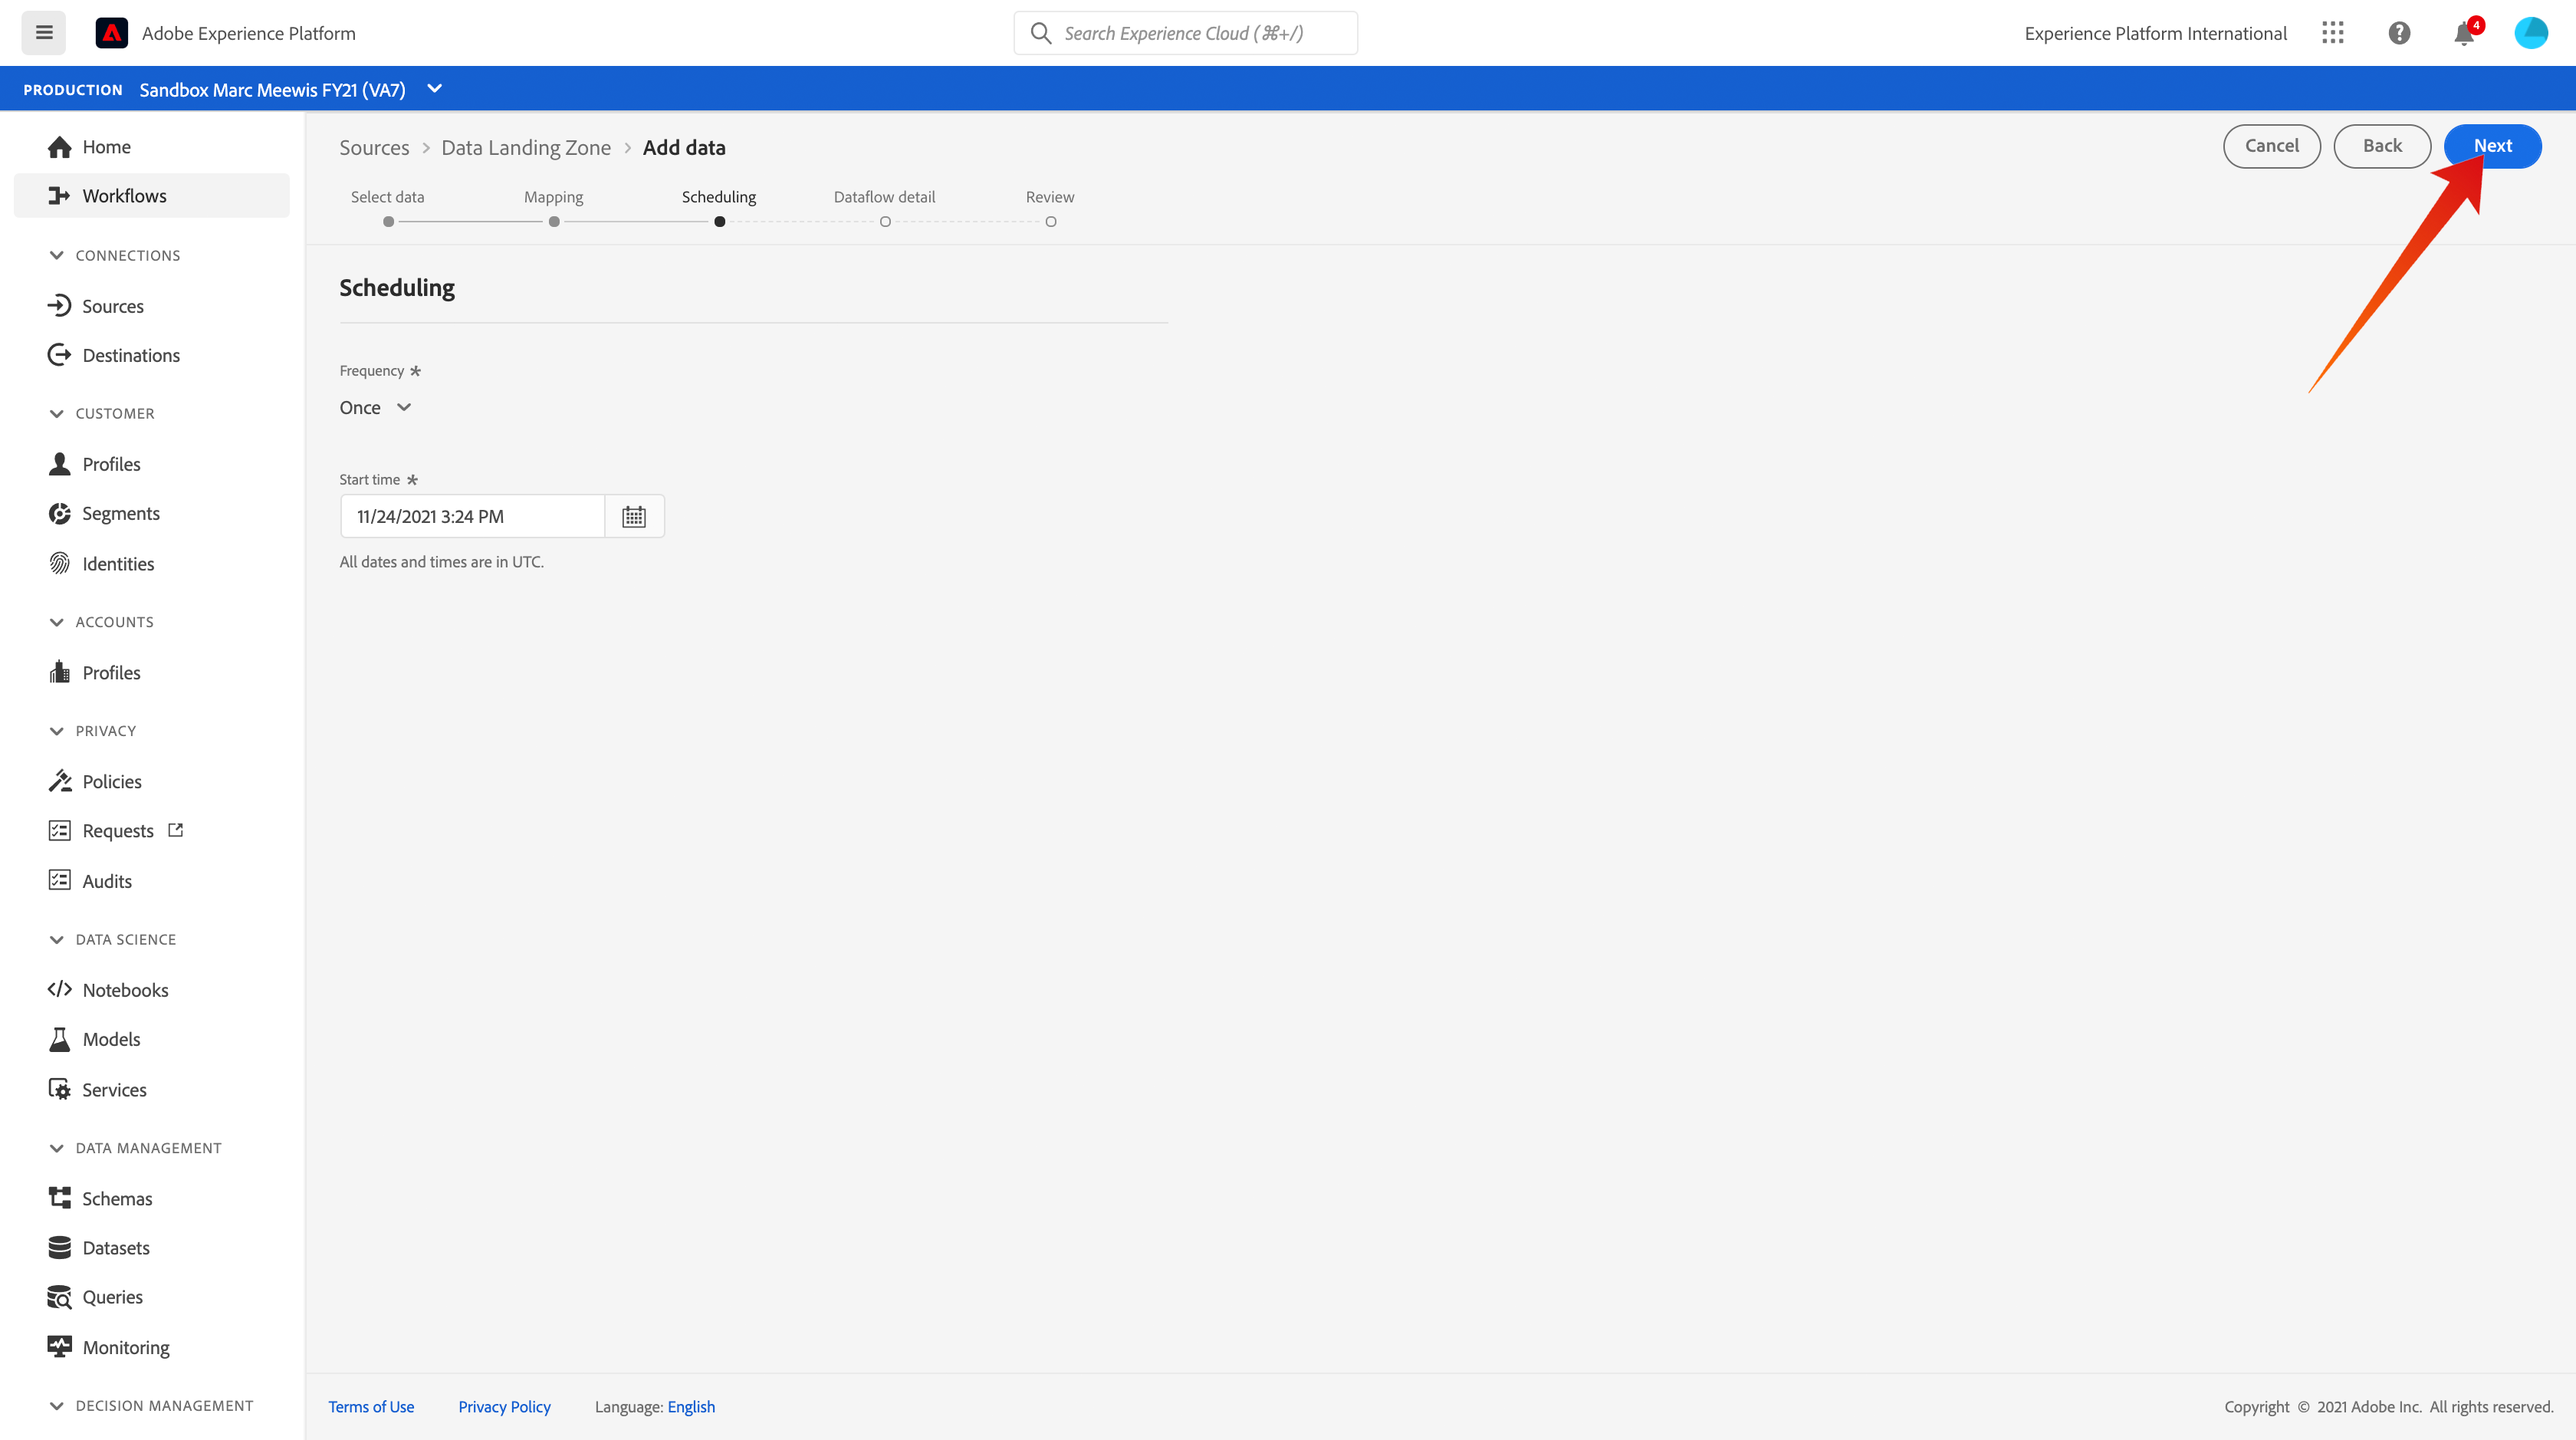 Adobe Experience Platform
Search Experience Cloud (⌘+/)
Experience Platform International
4
PRODUCTION Sandbox Marc Meewis FY21 (VA7)
Home
Workflows
CONNECTIONS
Sources
Destinations
CUSTOMER
Profiles
Segments
Identities
ACCOUNTS
Profiles
PRIVACY
Policies
Requests
Audits
DATA SCIENCE
Notebooks
Models
Services
DATA MANAGEMENT
Schemas
Datasets
Queries
Monitoring
DECISION MANAGEMENT
Sources > Data Landing Zone > Add data
Cancel Back Next
Select data Mapping Scheduling Dataflow detail Review
Scheduling
Frequency *
Once
Start time *
11/24/2021 3:24 PM
All dates and times are in UTC.
Terms of Use Privacy Policy Language: English
Copyright © 2021 Adobe Inc. All rights reserved.